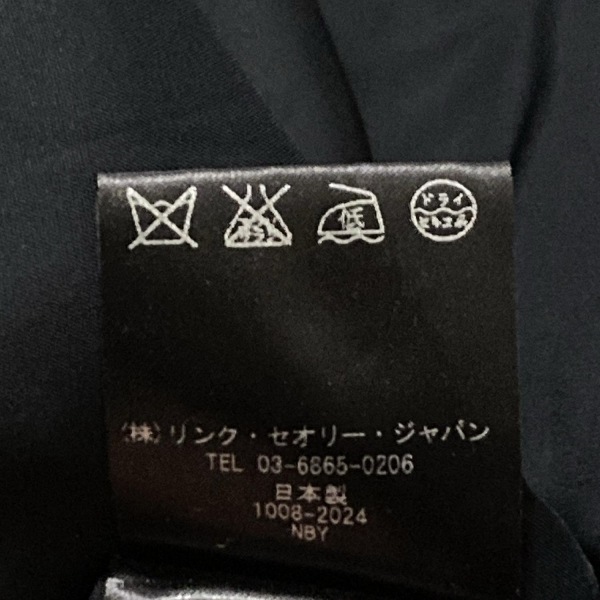 低
ドライ
セキユ系
(株)リンク・セオリー・ジャパン
TEL 03-6865-0206
日本製
1008-2024
NBY